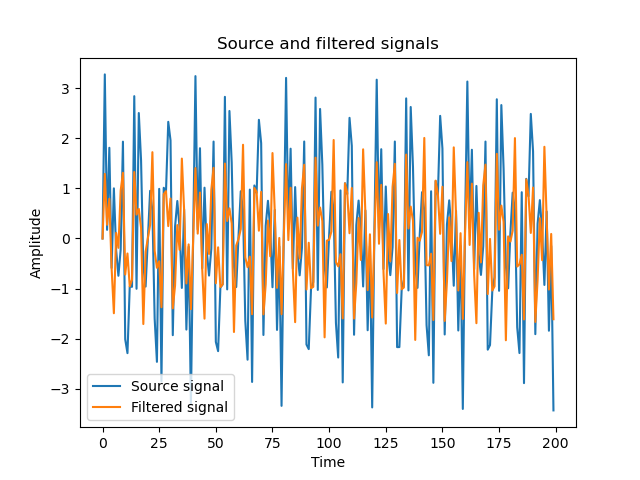 Source and filtered signals
3
2
1
0
−1
−2
−3
Amplitude
Source signal
Filtered signal
0 25 50 75 100 125 150 175 200
Time